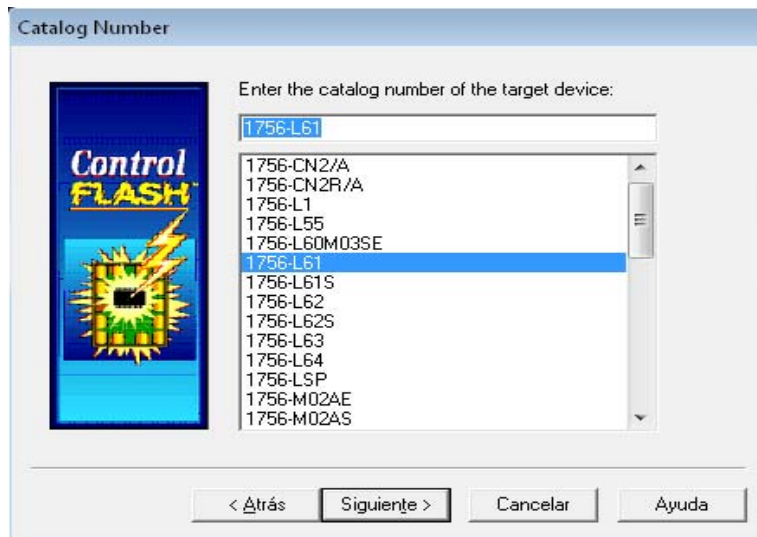 Catalog Number
Enter the catalog number of the target device:
1756-L61
Control
FLASH™
1756-CN2/A
1756-CN2R/A
1756-L1
1756-L55
1756-L60M03SE
1756-L61
1756-L61S
1756-L62
1756-L62S
1756-L63
1756-L64
1756-LSP
1756-M02AE
1756-M02AS
< Atrás
Siguiente >
Cancelar
Ayuda